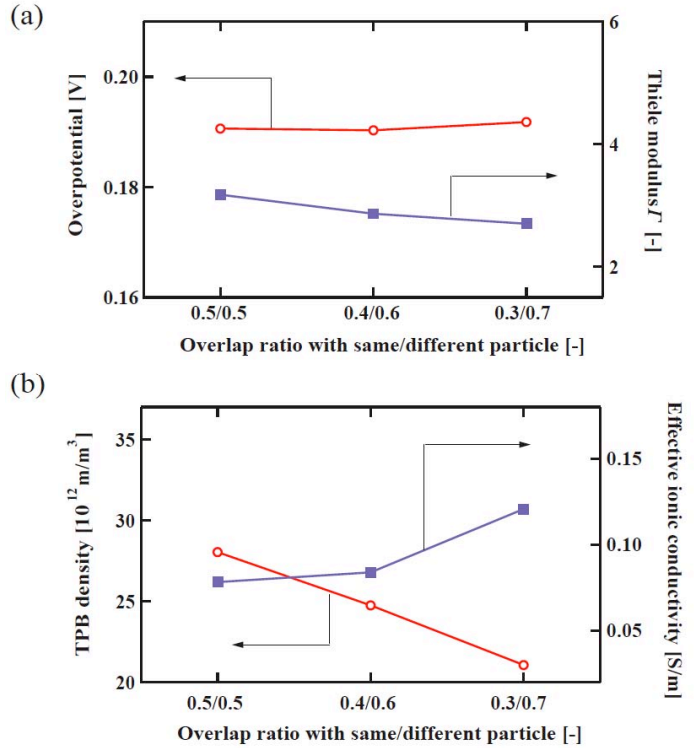 (a)
Overpotential [V]
0.20
0.18
0.16
6
4
2
Thiele modulus Γ [-]
0.5/0.5 0.4/0.6 0.3/0.7
Overlap ratio with same/different particle [-]
(b)
TPB density [10¹² m/m³]
35
30
25
20
0.15
0.10
0.05
Effective ionic conductivity [S/m]
0.5/0.5 0.4/0.6 0.3/0.7
Overlap ratio with same/different particle [-]